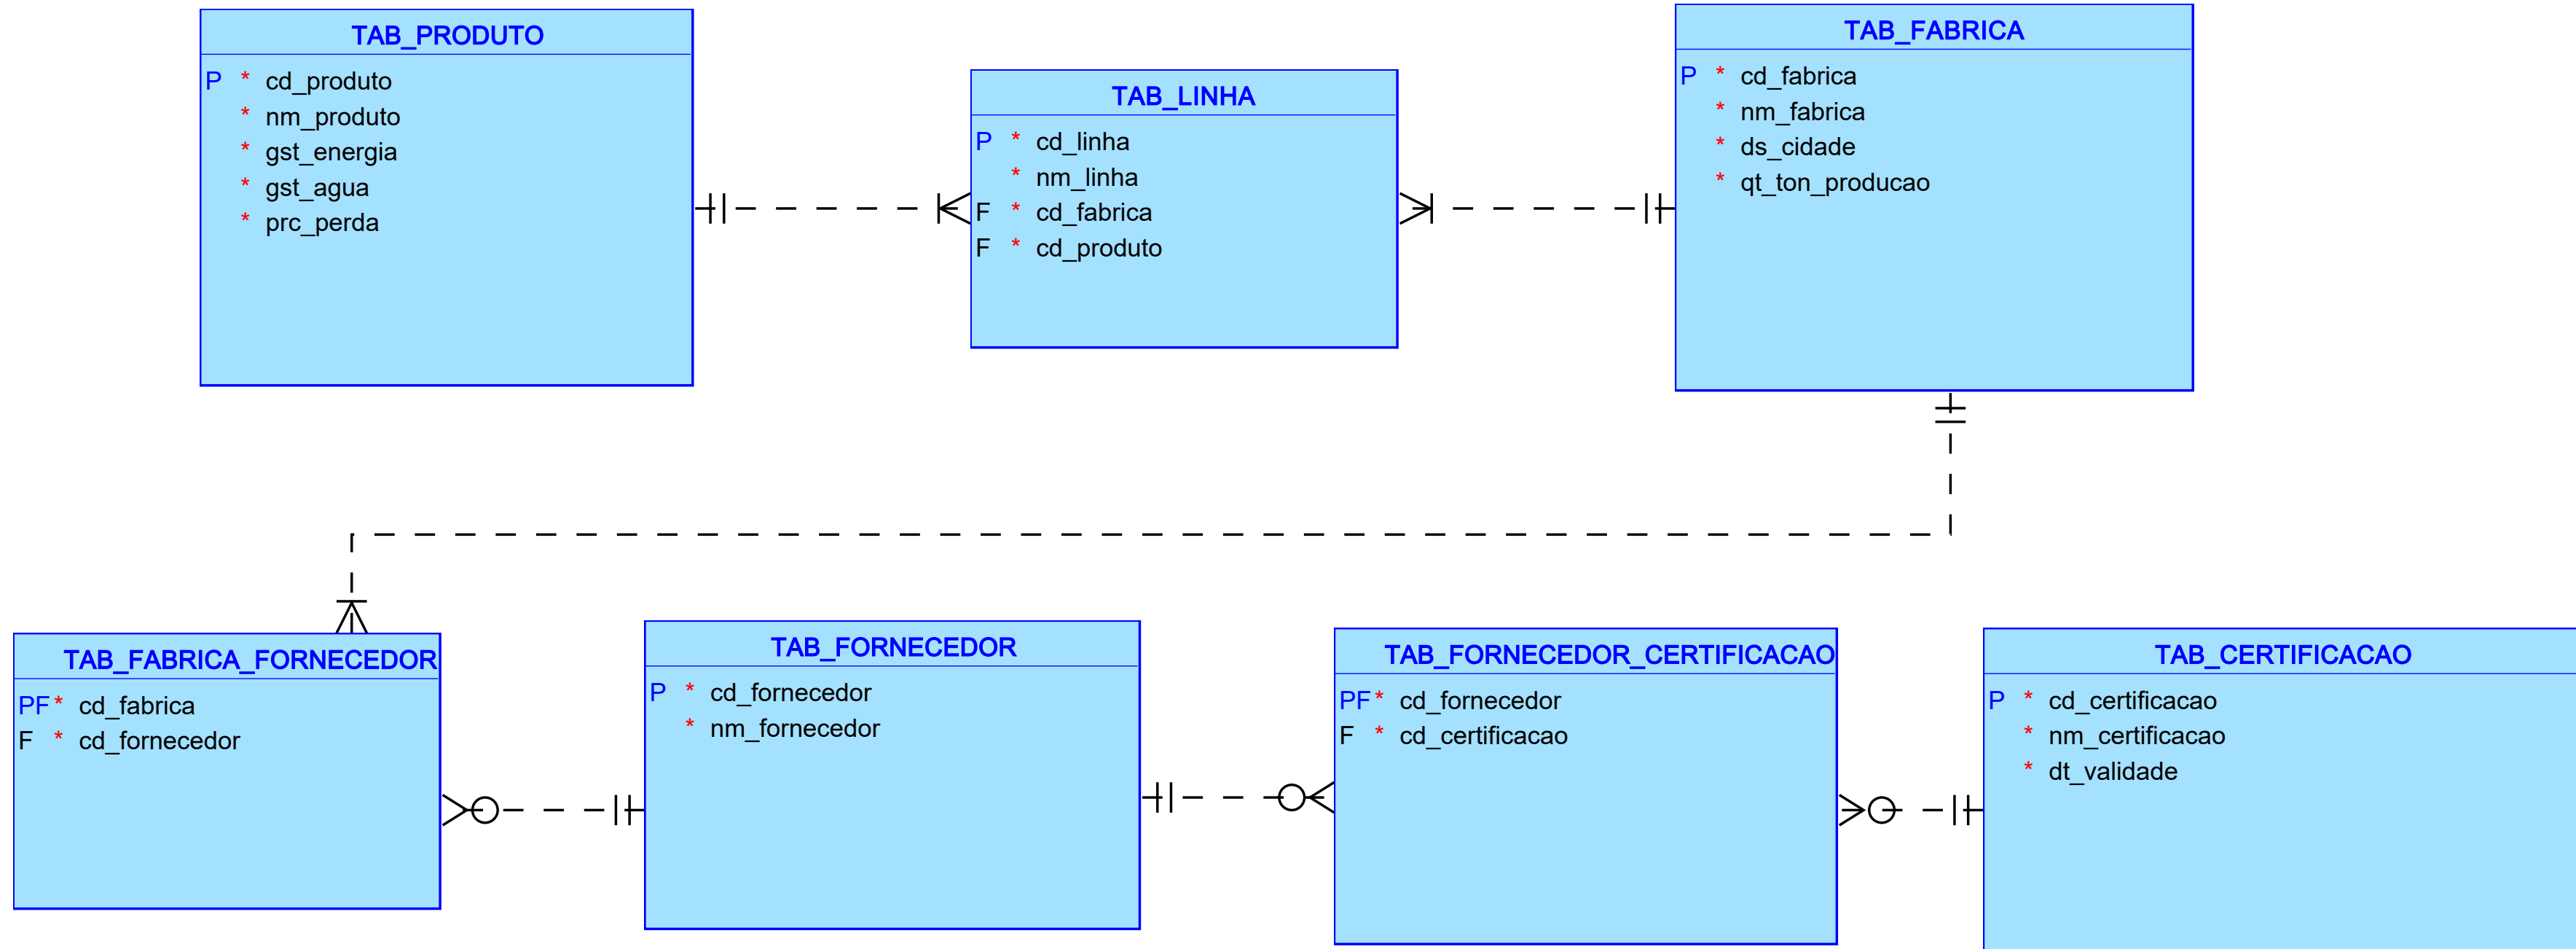 TAB_PRODUTO
P * cd_produto
* nm_produto
* gst_energia
* gst_agua
* prc_perda
TAB_LINHA
P * cd_linha
* nm_linha
F * cd_fabrica
F * cd_produto
TAB_FABRICA
P * cd_fabrica
* nm_fabrica
* ds_cidade
* qt_ton_producao
TAB_FABRICA_FORNECEDOR
PF * cd_fabrica
F * cd_fornecedor
TAB_FORNECEDOR
P * cd_fornecedor
* nm_fornecedor
TAB_FORNECEDOR_CERTIFICACAO
PF * cd_fornecedor
F * cd_certificacao
TAB_CERTIFICACAO
P * cd_certificacao
* nm_certificacao
* dt_validade